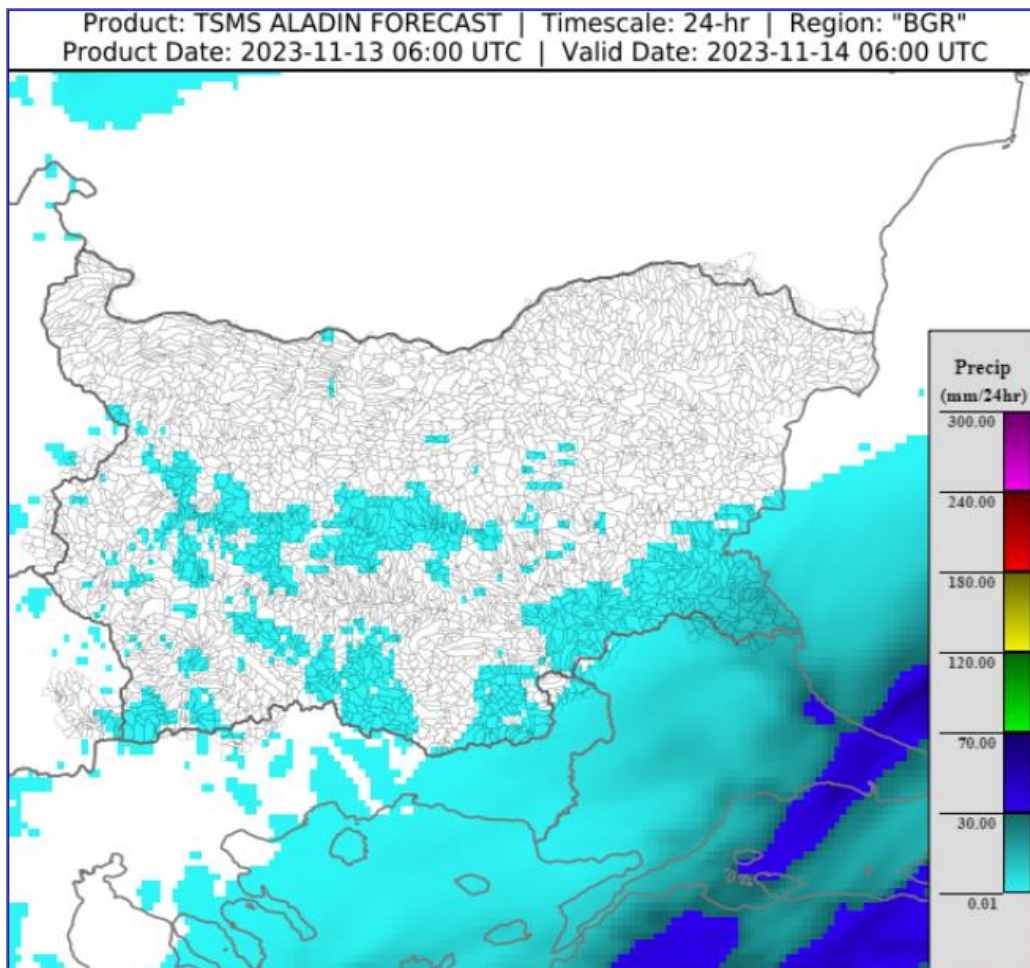 Product: TSMS ALADIN FORECAST | Timescale: 24-hr | Region: "BGR"
Product Date: 2023-11-13 06:00 UTC | Valid Date: 2023-11-14 06:00 UTC
Precip
(mm/24hr)
300.00
240.00
180.00
120.00
70.00
30.00
0.01